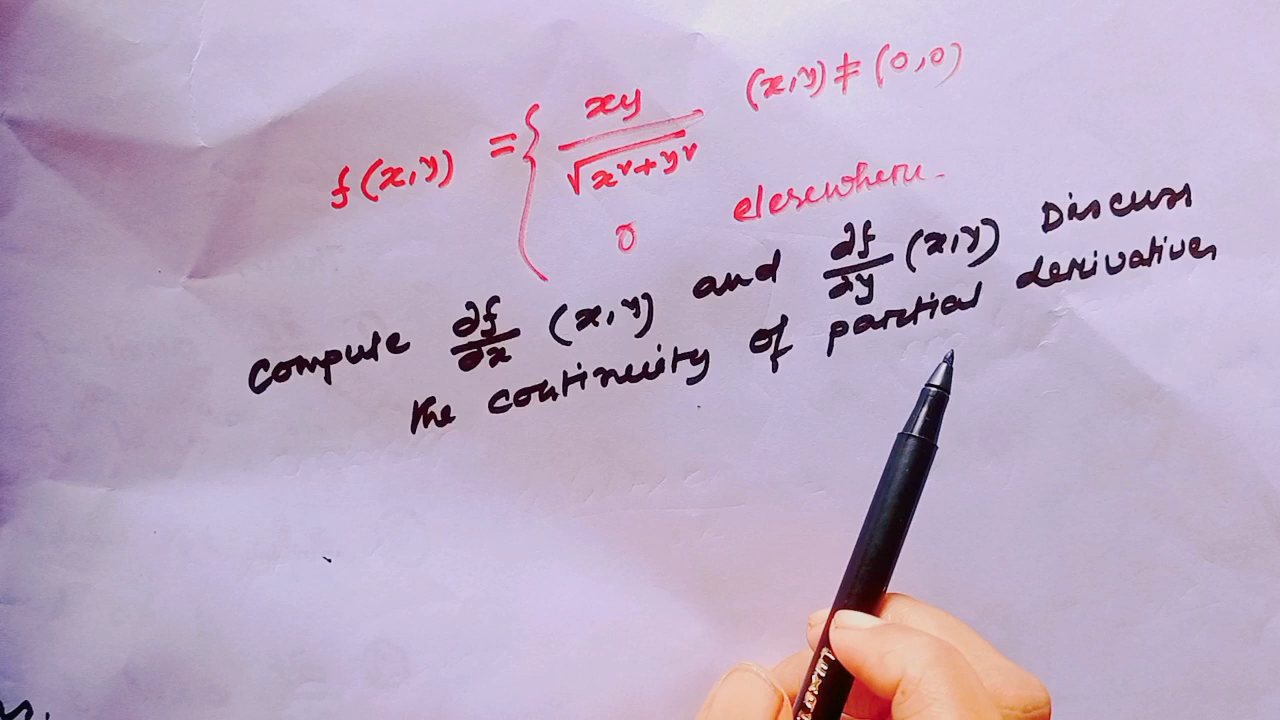 f(x,y) = { xy / √x²+y² (x,y) ≠ (0,0)
0 elsewhere.
compute ∂f/∂x (x,y) and ∂f/∂y (x,y) Discuss
the continuity of partial derivatives